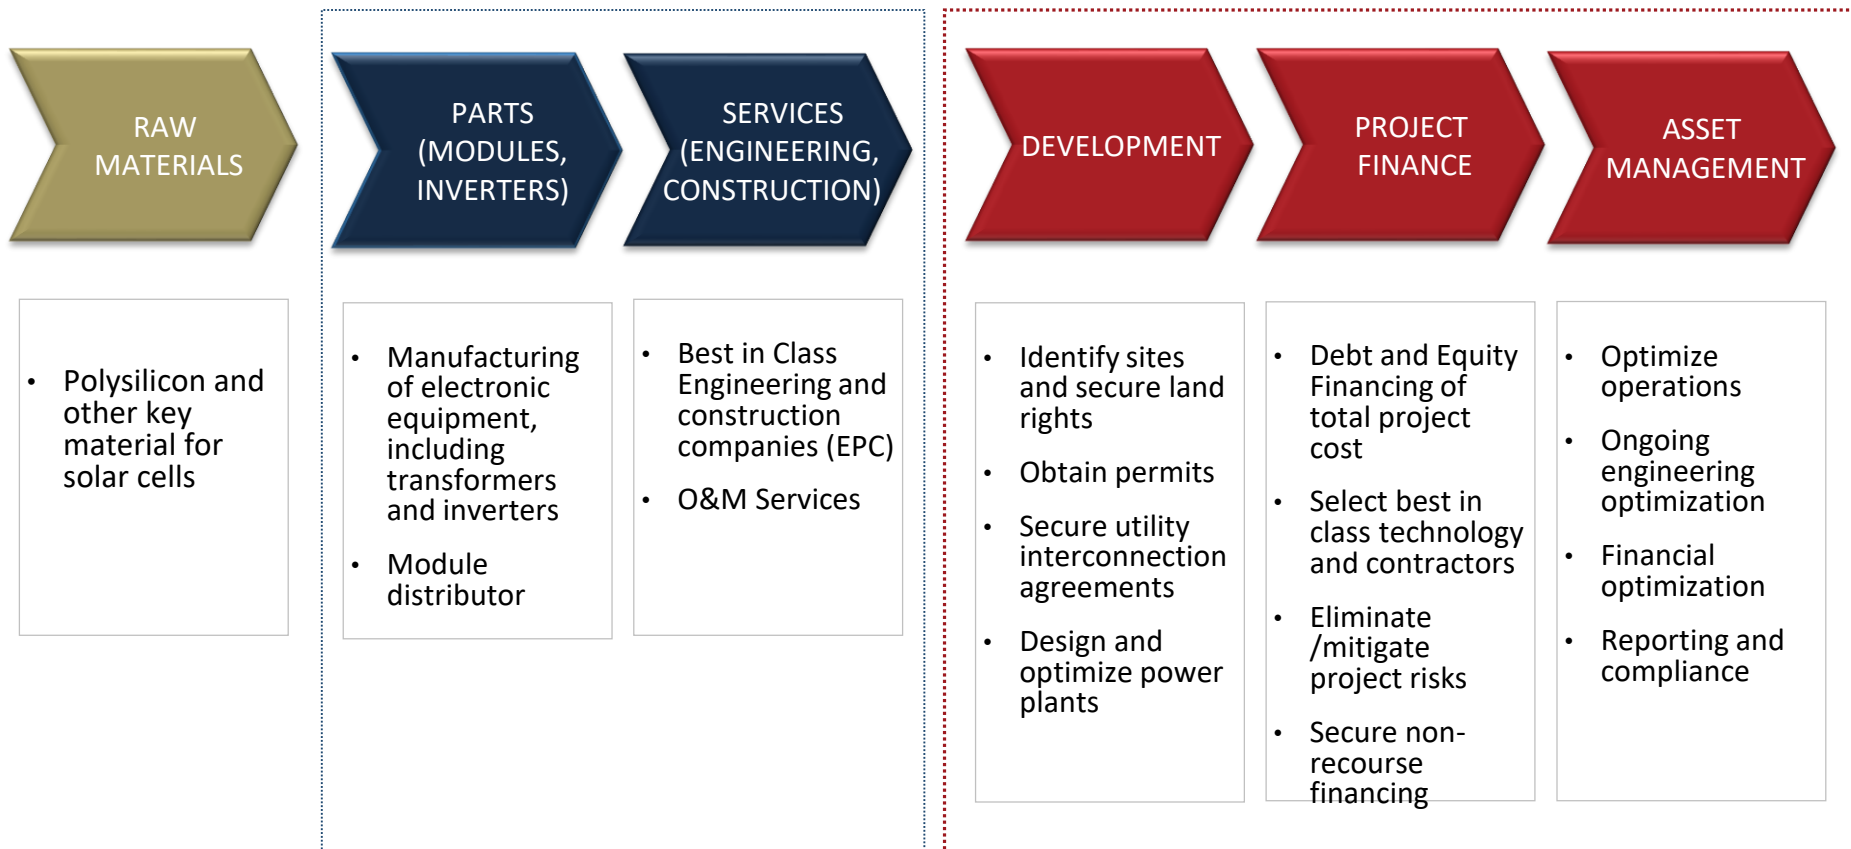 RAW
MATERIALS
PARTS
(MODULES,
INVERTERS)
SERVICES
(ENGINEERING,
CONSTRUCTION)
DEVELOPMENT
PROJECT
FINANCE
ASSET
MANAGEMENT
• Polysilicon and
other key
material for
solar cells
• Manufacturing
of electronic
equipment,
including
transformers
and inverters
• Module
distributor
• Best in Class
Engineering and
construction
companies (EPC)
• O&M Services
• Identify sites
and secure land
rights
• Obtain permits
• Secure utility
interconnection
agreements
• Design and
optimize power
plants
• Debt and Equity
Financing of
total project
cost
• Select best in
class technology
and contractors
• Eliminate
/mitigate
project risks
• Secure non-
recourse
financing
• Optimize
operations
• Ongoing
engineering
optimization
• Financial
optimization
• Reporting and
compliance